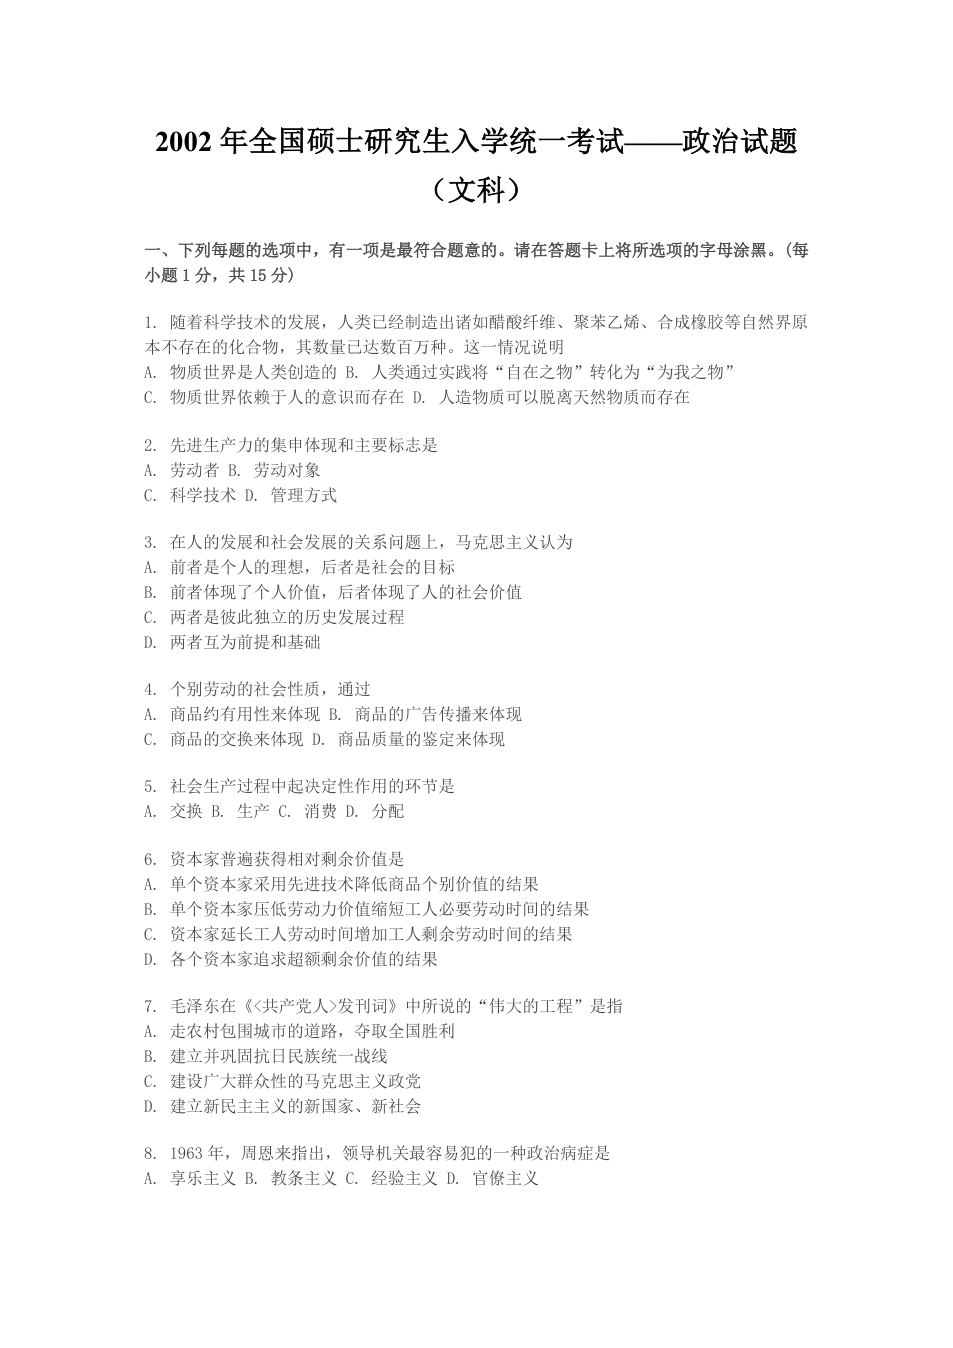 2002 年全国硕士研究生入学统一考试——政治试题
（文科）
一、下列每题的选项中，有一项是最符合题意的。请在答题卡上将所选项的字母涂黑。(每
小题 1 分，共 15 分)
1. 随着科学技术的发展，人类已经制造出诸如醋酸纤维、聚苯乙烯、合成橡胶等自然界原
本不存在的化合物，其数量已达数百万种。这一情况说明
A. 物质世界是人类创造的 B. 人类通过实践将“自在之物”转化为“为我之物”
C. 物质世界依赖于人的意识而存在 D. 人造物质可以脱离天然物质而存在
2. 先进生产力的集申体现和主要标志是
A. 劳动者 B. 劳动对象
C. 科学技术 D. 管理方式
3. 在人的发展和社会发展的关系问题上，马克思主义认为
A. 前者是个人的理想，后者是社会的目标
B. 前者体现了个人价值，后者体现了人的社会价值
C. 两者是彼此独立的历史发展过程
D. 两者互为前提和基础
4. 个别劳动的社会性质，通过
A. 商品约有用性来体现 B. 商品的广告传播来体现
C. 商品的交换来体现 D. 商品质量的鉴定来体现
5. 社会生产过程中起决定性作用的环节是
A. 交换 B. 生产 C. 消费 D. 分配
6. 资本家普遍获得相对剩余价值是
A. 单个资本家采用先进技术降低商品个别价值的结果
B. 单个资本家压低劳动力价值缩短工人必要劳动时间的结果
C. 资本家延长工人劳动时间增加工人剩余劳动时间的结果
D. 各个资本家追求超额剩余价值的结果
7. 毛泽东在《<共产党人>发刊词》中所说的“伟大的工程”是指
A. 走农村包围城市的道路，夺取全国胜利
B. 建立并巩固抗日民族统一战线
C. 建设广大群众性的马克思主义政党
D. 建立新民主主义的新国家、新社会
8. 1963 年，周恩来指出，领导机关最容易犯的一种政治病症是
A. 享乐主义 B. 教条主义 C. 经验主义 D. 官僚主义